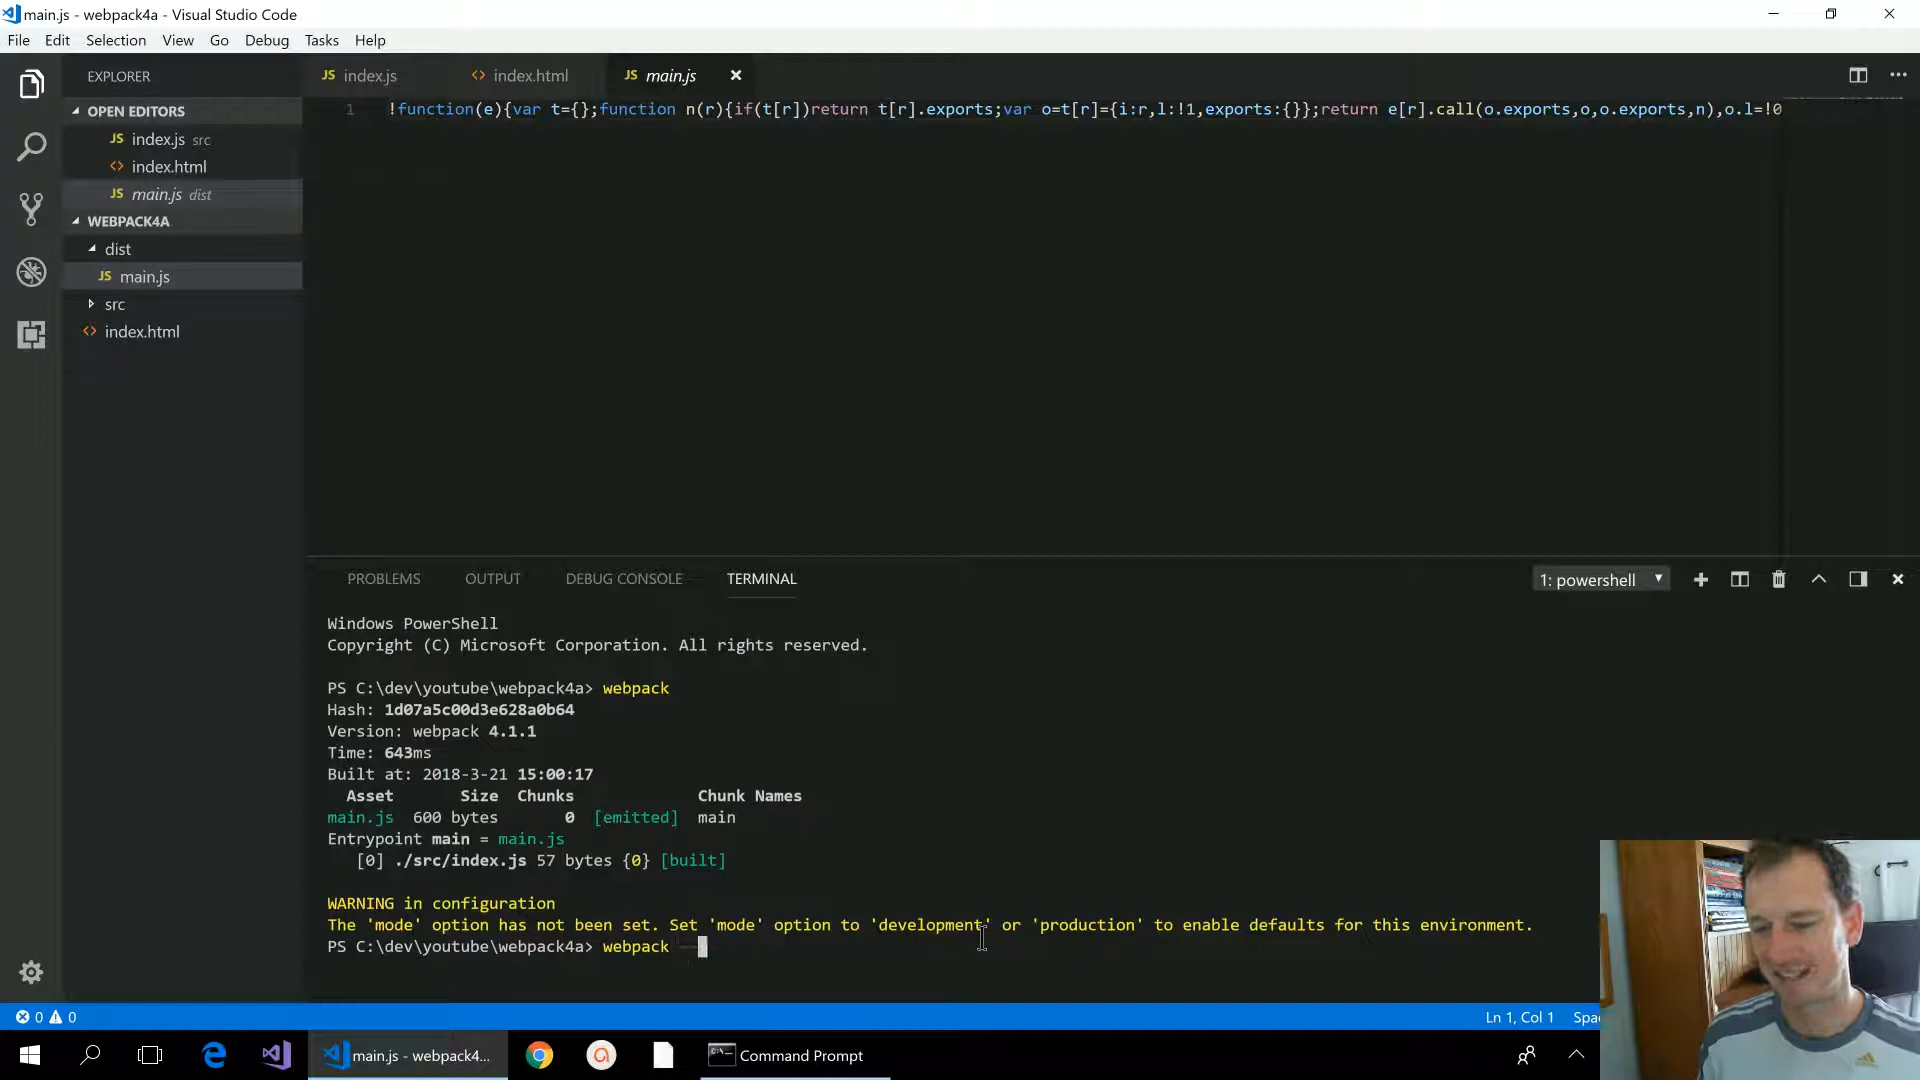 main.js - webpack4a - Visual Studio Code
File Edit Selection View Go Debug Tasks Help
EXPLORER
OPEN EDITORS
JS index.js src
<> index.html
JS main.js dist
WEBPACK4A
dist
JS main.js
src
<> index.html
JS index.js
<> index.html
JS main.js
1 !function(e){var t={};function n(r){if(t[r])return t[r].exports;var o=t[r]={i:r,l:!1,exports:{}};return e[r].call(o.exports,o,o.exports,n),o.l=!0
PROBLEMS OUTPUT DEBUG CONSOLE TERMINAL
1: powershell
Windows PowerShell
Copyright (C) Microsoft Corporation. All rights reserved.
PS C:\dev\youtube\webpack4a> webpack
Hash: 1d07a5c00d3e628a0b64
Version: webpack 4.1.1
Time: 643ms
Built at: 2018-3-21 15:00:17
Asset Size Chunks Chunk Names
main.js 600 bytes 0 [emitted] main
Entrypoint main = main.js
[0] ./src/index.js 57 bytes {0} [built]
WARNING in configuration
The 'mode' option has not been set. Set 'mode' option to 'development' or 'production' to enable defaults for this environment.
PS C:\dev\youtube\webpack4a> webpack
0 0
Ln 1, Col 1 Spa
main.js - webpack4...
Command Prompt